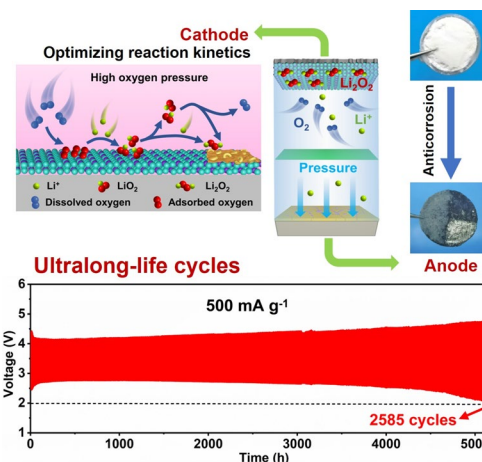 Cathode
Optimizing reaction kinetics
High oxygen pressure
Li⁺ LiO₂ Li₂O₂
Dissolved oxygen Adsorbed oxygen
Li₂O₂
O₂ Li⁺
Pressure
Anticorrosion
Anode
Ultralong-life cycles
500 mA g⁻¹
Voltage (V)
6
5
4
3
2
1
2585 cycles
0 1000 2000 3000 4000 5000
Time (h)